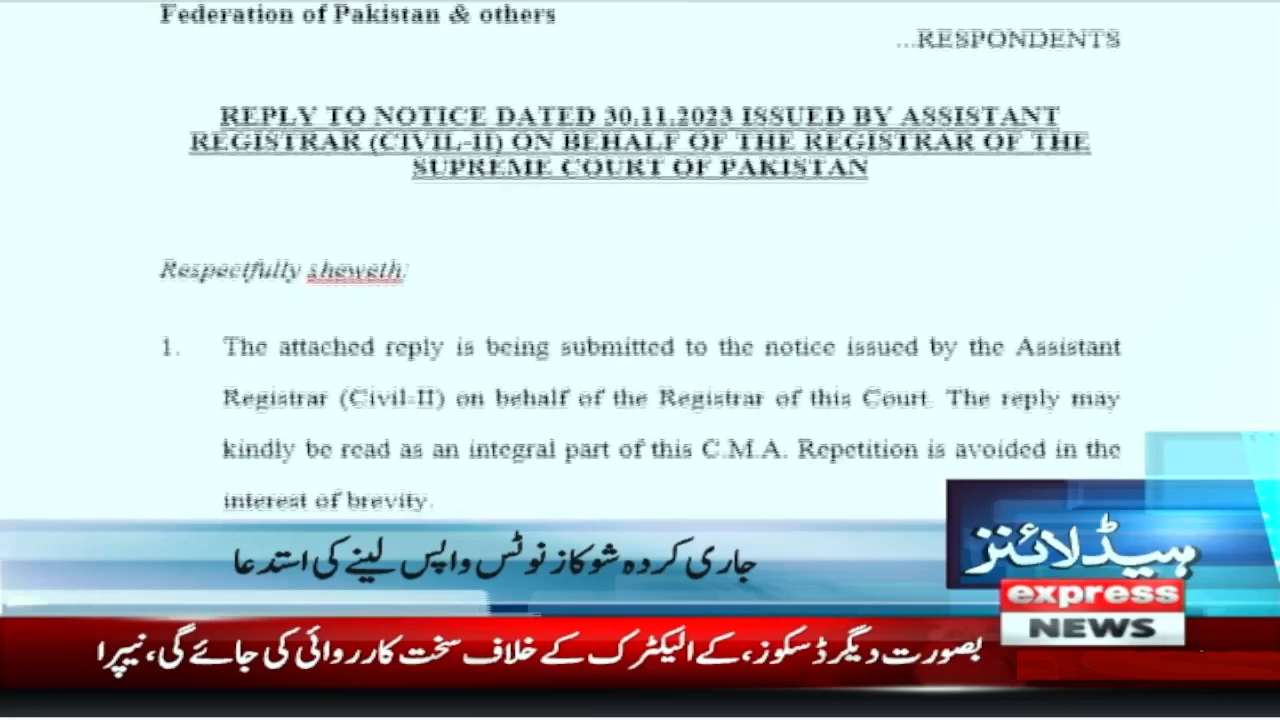 Federation of Pakistan & others
...RESPONDENTS
REPLY TO NOTICE DATED 30.11.2023 ISSUED BY ASSISTANT
REGISTRAR (CIVIL-II) ON BEHALF OF THE REGISTRAR OF THE
SUPREME COURT OF PAKISTAN
Respectfully sheweth:
1. The attached reply is being submitted to the notice issued by the Assistant
Registrar (Civil-II) on behalf of the Registrar of this Court. The reply may
kindly be read as an integral part of this C.M.A. Repetition is avoided in the
interest of brevity.
جاری کردہ شوکاز نوٹس واپس لینے کی استدعا
ہیڈلائنز
express
NEWS
بصورت دیگر ڈسکوز، کے الیکٹرک کے خلاف سخت کارروائی کی جائے گی، نیپرا